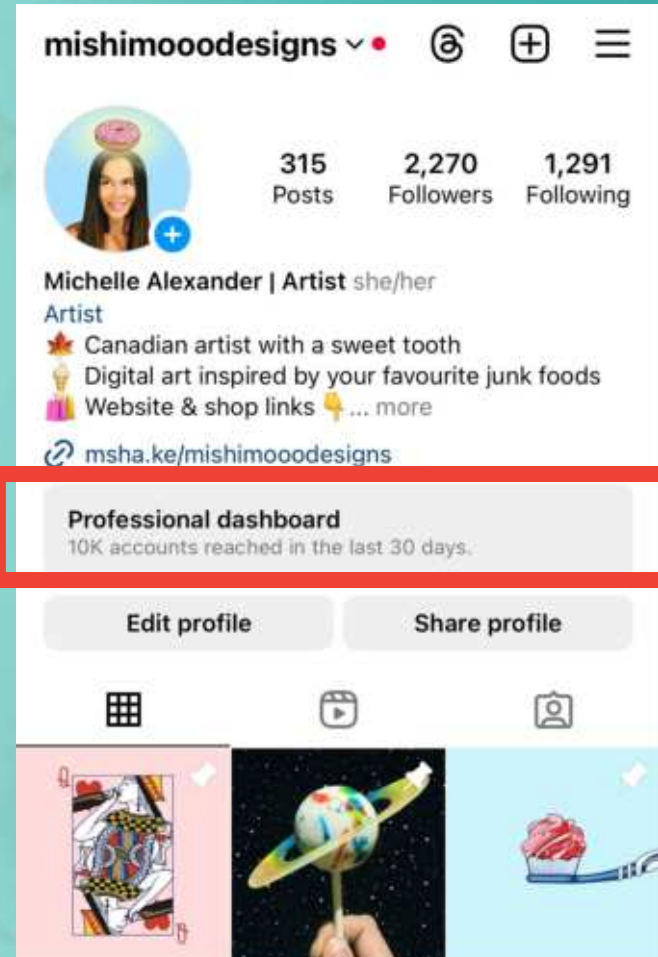 mishimooodesigns
315 2,270 1,291
Posts Followers Following
Michelle Alexander | Artist she/her
Artist
🍁 Canadian artist with a sweet tooth
🍦 Digital art inspired by your favourite junk foods
🛍️ Website & shop links 👇... more
msha.ke/mishimooodesigns
Professional dashboard
10K accounts reached in the last 30 days.
Edit profile Share profile
Q
Q